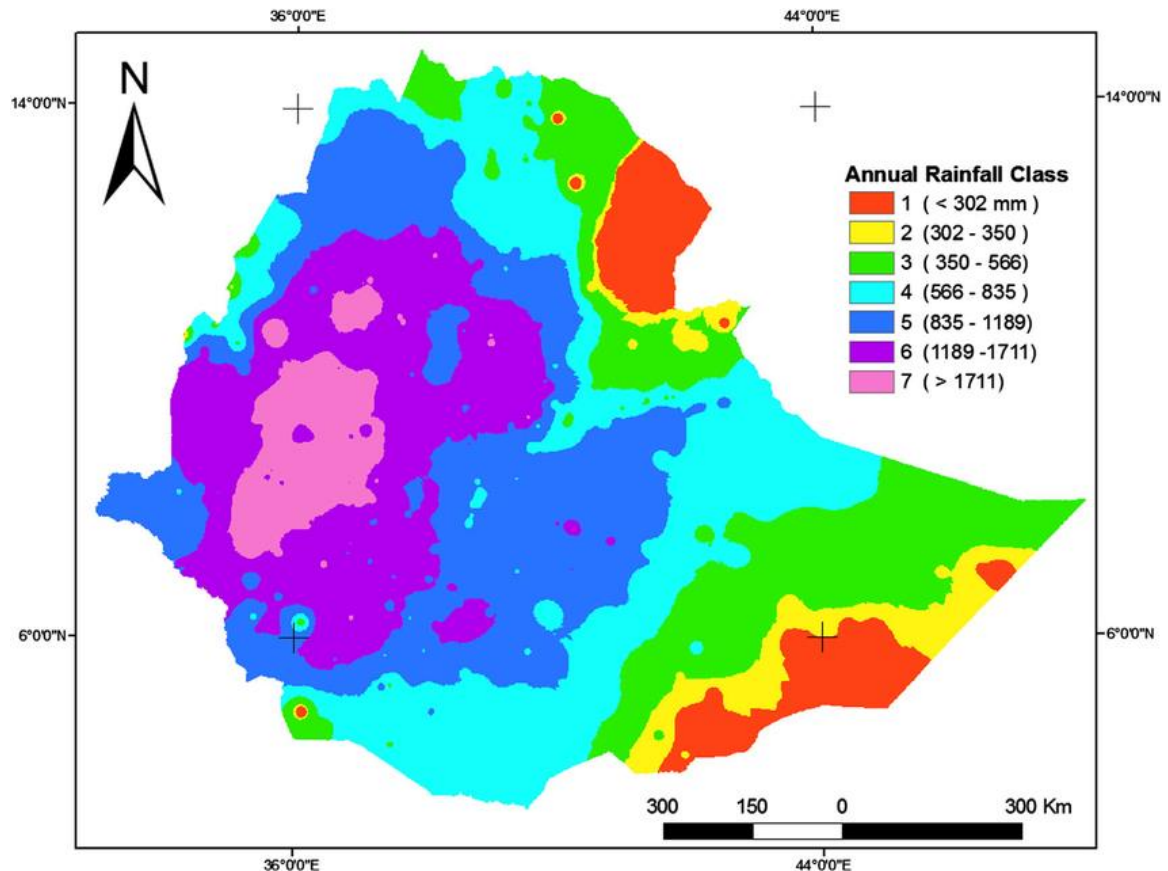 36°0'0"E
44°0'0"E
N
14°0'0"N
14°0'0"N
Annual Rainfall Class
1 ( < 302 mm )
2 (302 - 350 )
3 ( 350 - 566)
4 (566 - 835 )
5 (835 - 1189)
6 (1189 -1711)
7 ( > 1711)
6°0'0"N
6°0'0"N
300 150 0 300 Km
36°0'0"E
44°0'0"E